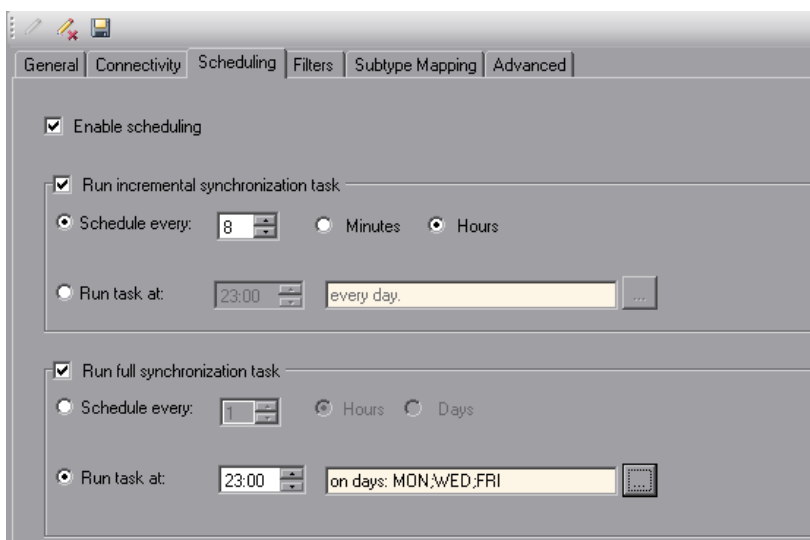 General Connectivity Scheduling Filters Subtype Mapping Advanced
Enable scheduling
Run incremental synchronization task
Schedule every: 8 Minutes Hours
Run task at: 23:00 every day. ...
Run full synchronization task
Schedule every: 1 Hours Days
Run task at: 23:00 on days: MON;WED;FRI ...